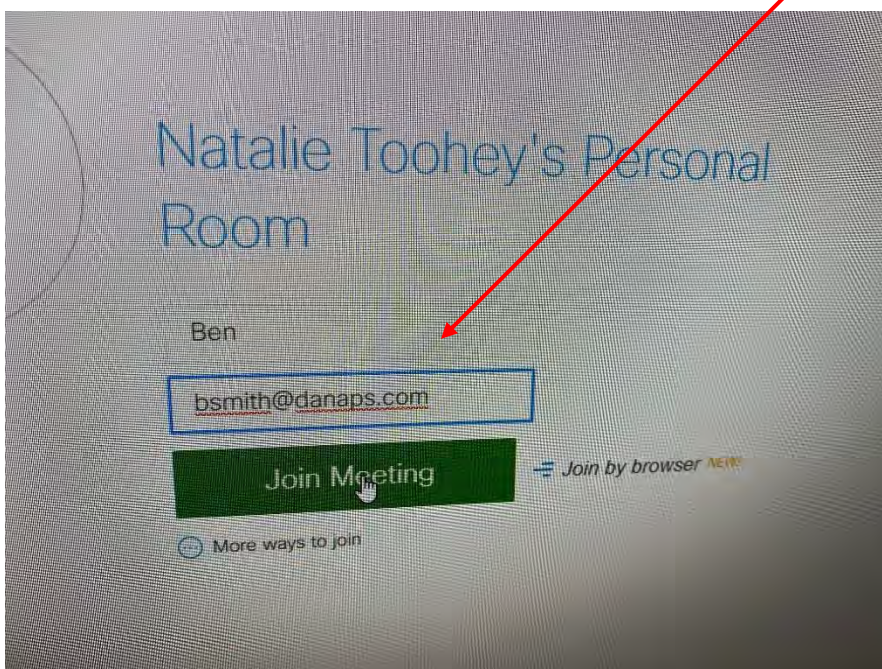 Natalie Toohey's Personal
Room
Ben
bsmith@danaps.com
Join Meeting
Join by browser NEW!
More ways to join